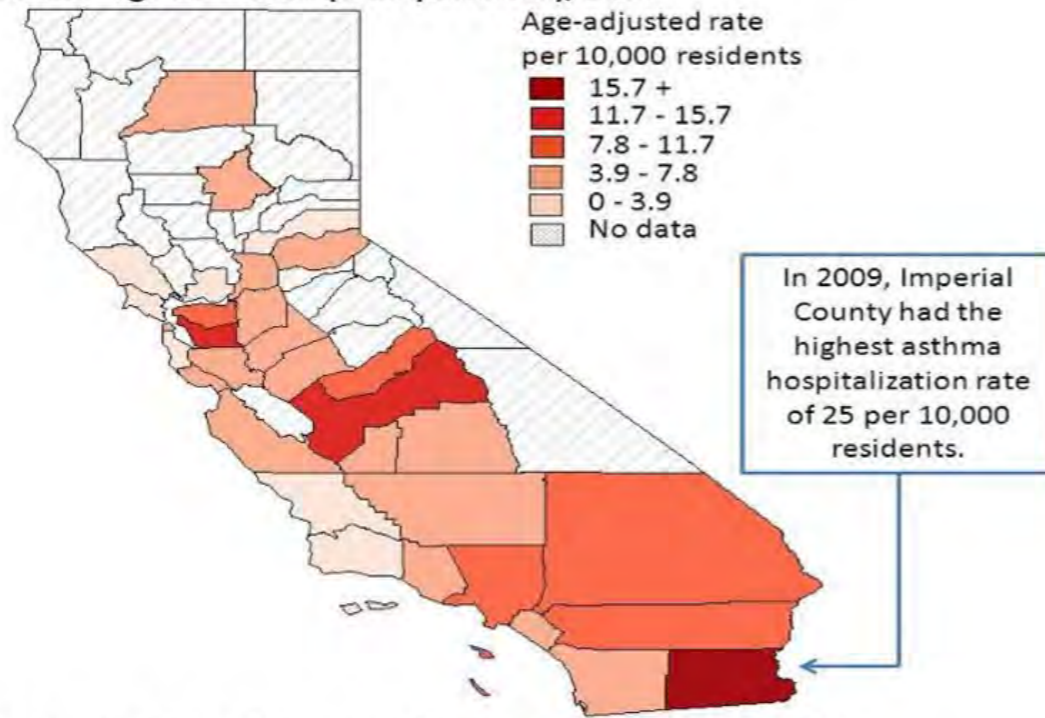 Age-adjusted rate
per 10,000 residents
15.7 +
11.7 - 15.7
7.8 - 11.7
3.9 - 7.8
0 - 3.9
No data
In 2009, Imperial
County had the
highest asthma
hospitalization rate
of 25 per 10,000
residents.